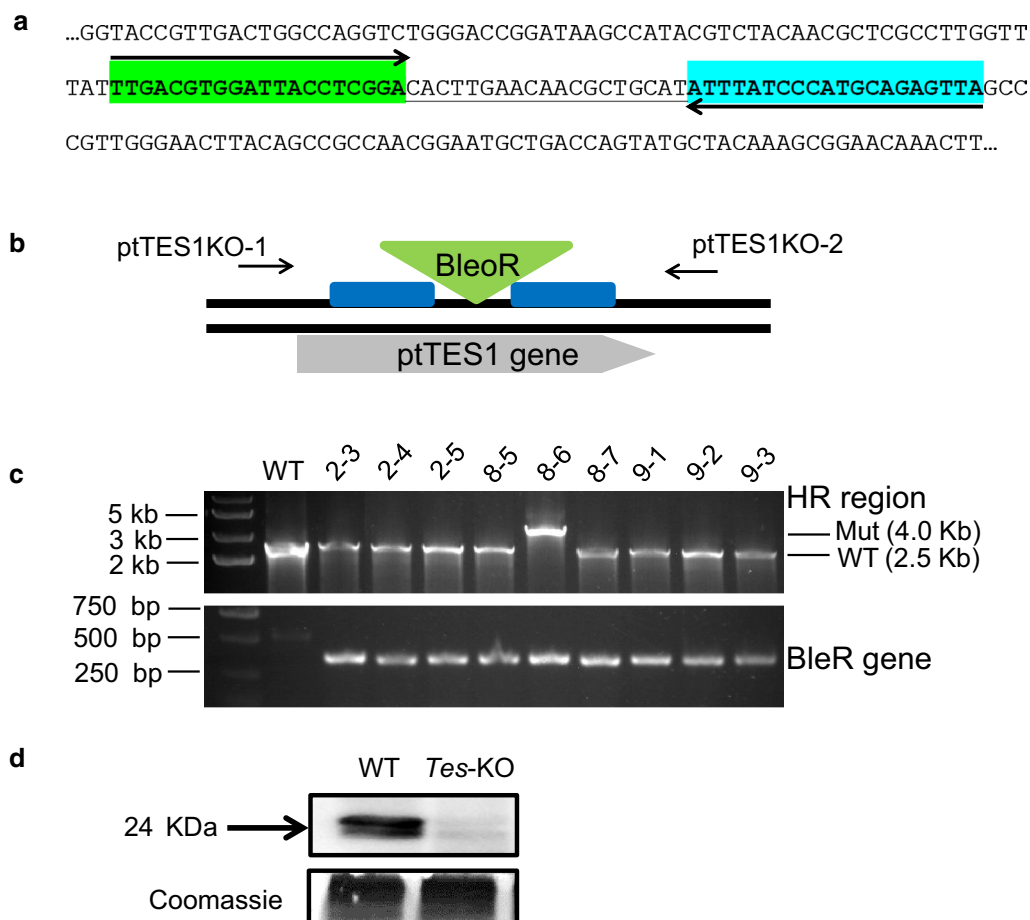 a
...GGTACCGTTGACTGGCCAGGTCTGGGACCGGATAAGCCATACGTCTACAACGCTCGCCTTGGTT
TATTTGACGTGGATTACCTCGGACACTTGAACAACGCTGCATATTTATCCCATGCAGAGTTAGCC
CGTTGGGAACTTACAGCCGCCAACGGAATGCTGACCAGTATGCTACAAAGCGGAACAAACTT...
b
ptTES1KO-1
BleoR
ptTES1KO-2
ptTES1 gene
c
WT 2-3 2-4 2-5 8-5 8-6 8-7 9-1 9-2 9-3
HR region
5 kb
3 kb
2 kb
Mut (4.0 Kb)
WT (2.5 Kb)
750 bp
500 bp
250 bp
BleR gene
d
WT Tes-KO
24 KDa
Coomassie